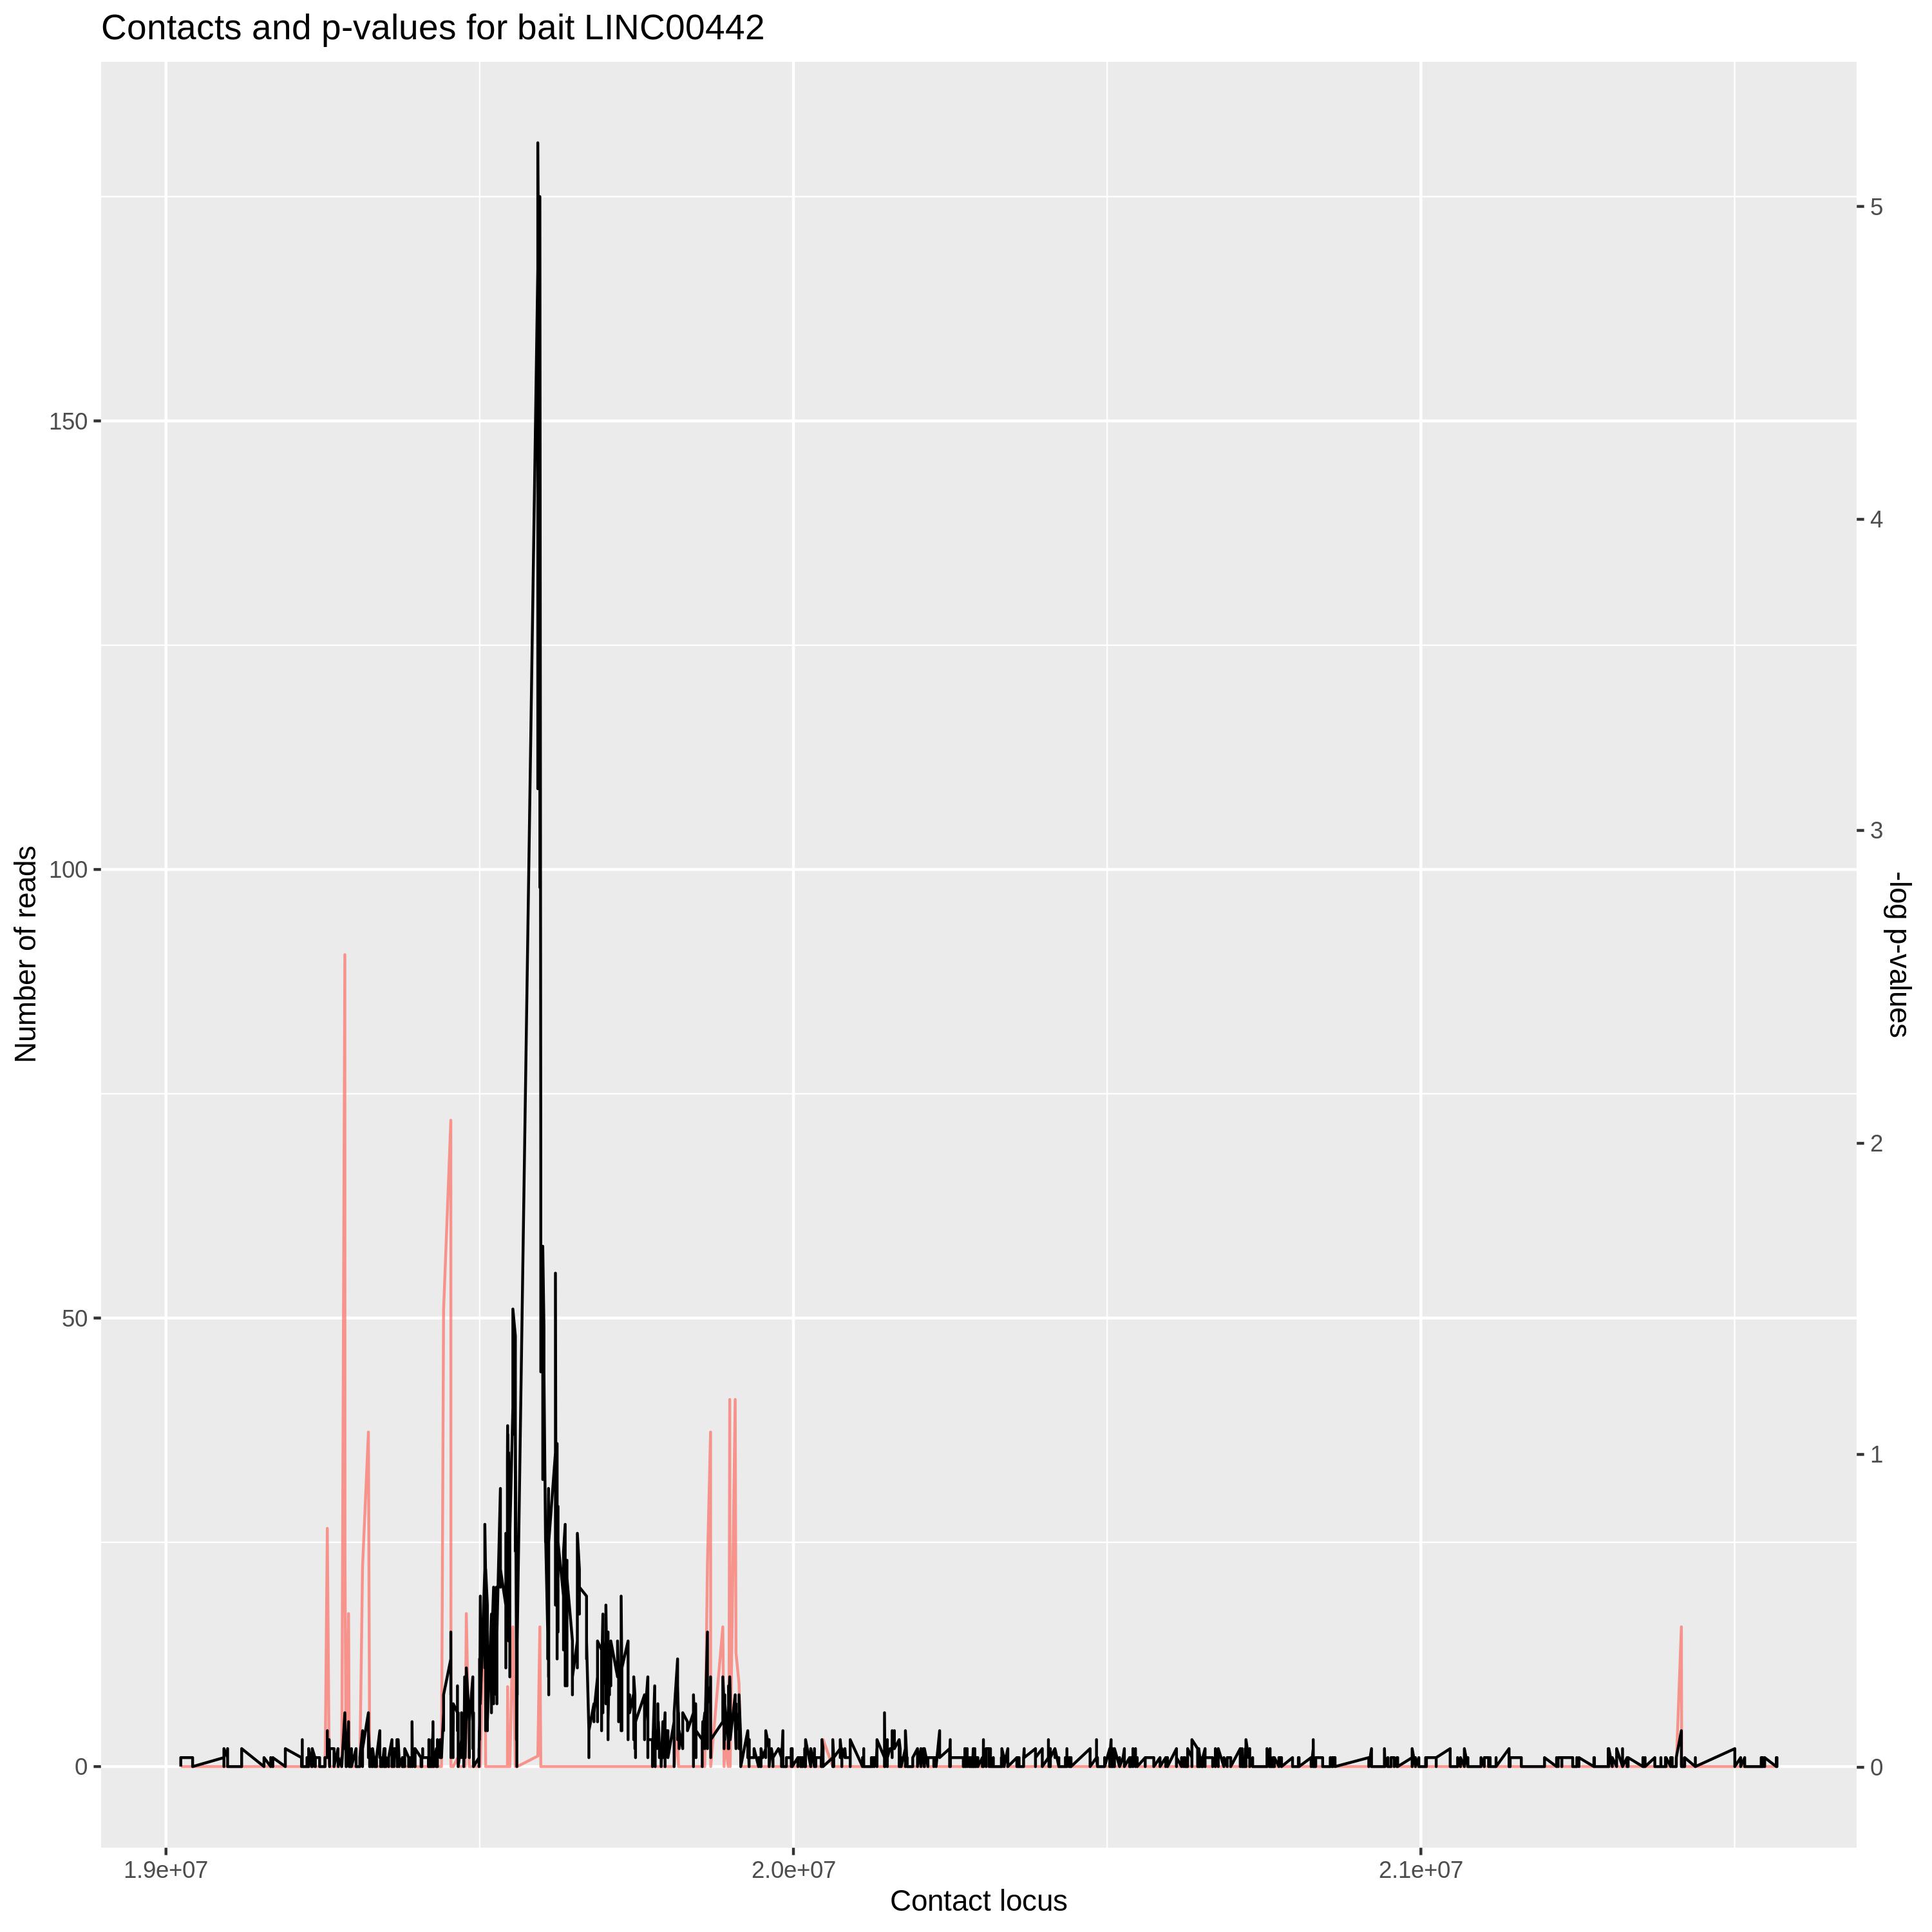 Contacts and p-values for bait LINC00442
150
100
50
0
Number of reads
5
4
3
2
1
0
-log p-values
1.9e+07
2.0e+07
2.1e+07
Contact locus